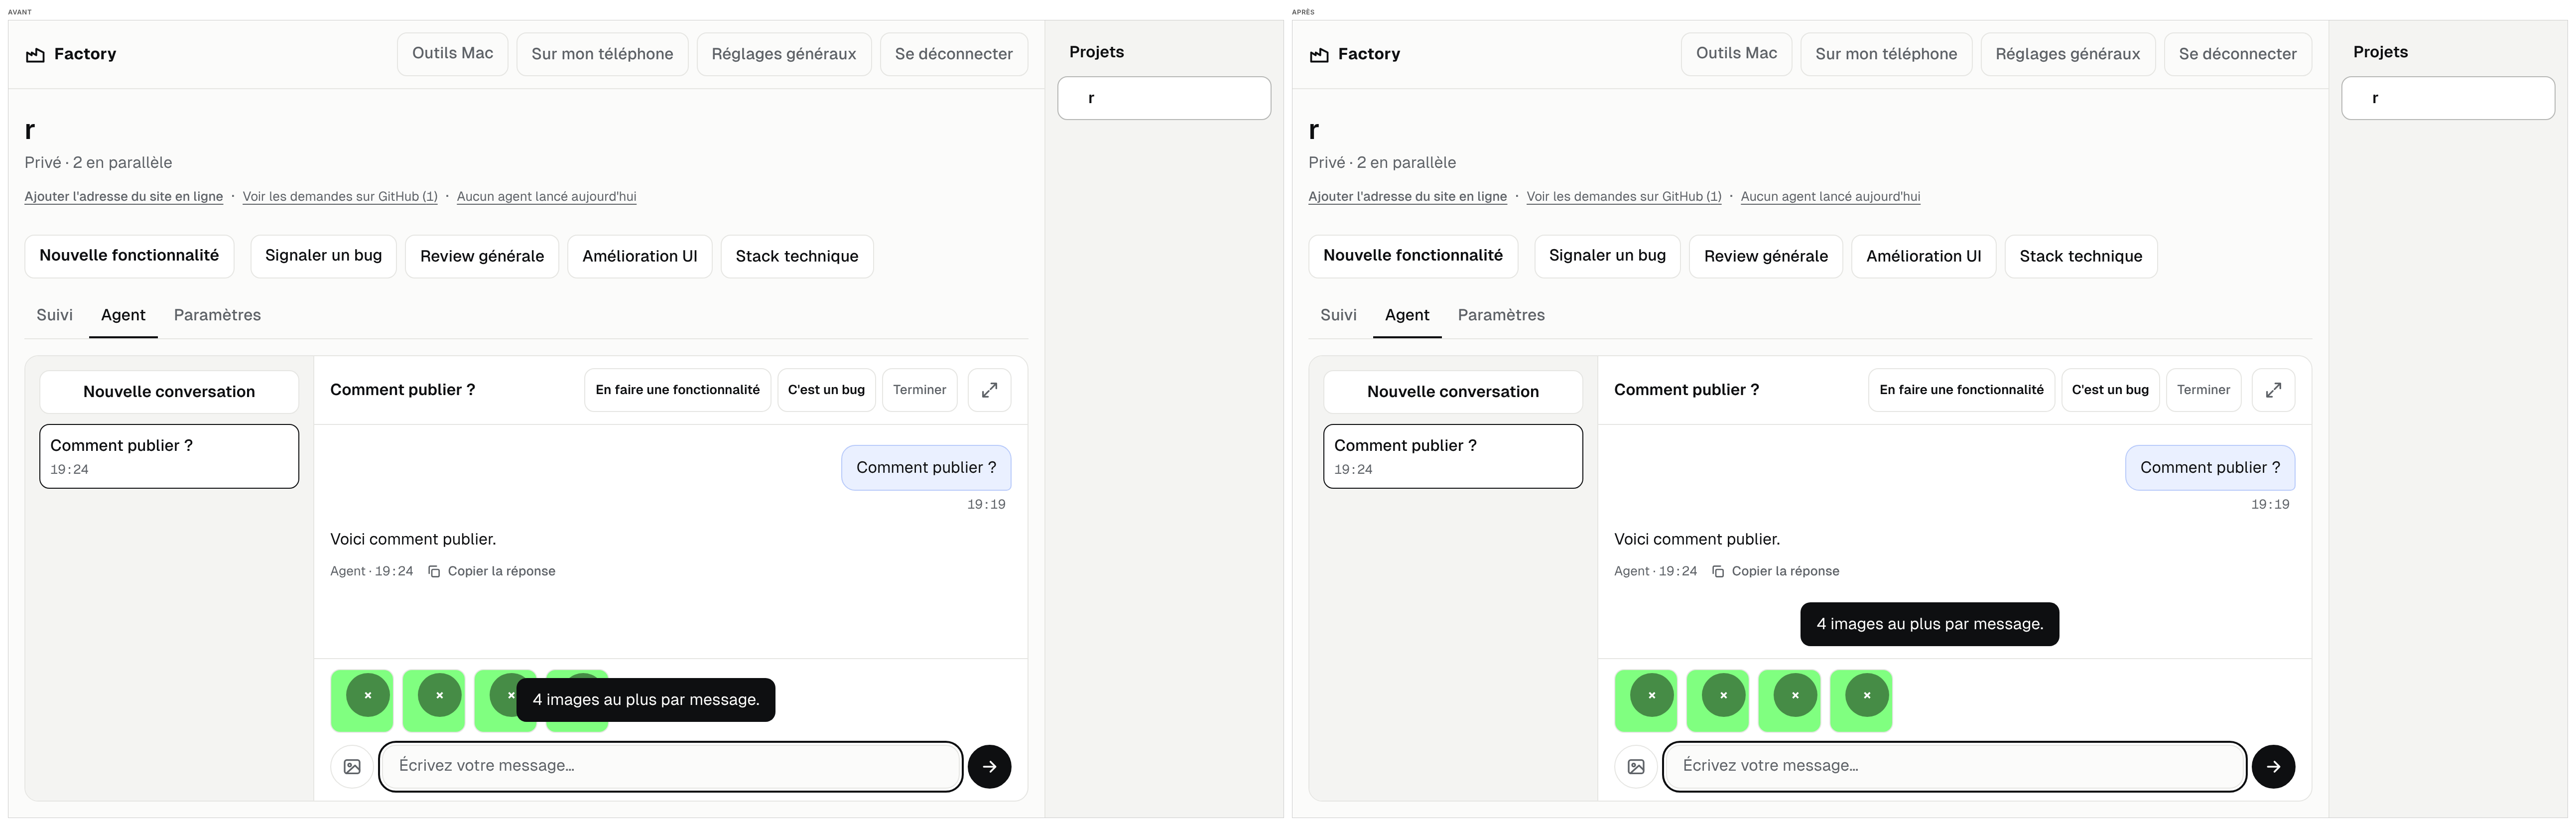 AVANT
Factory
Outils Mac
Sur mon téléphone
Réglages généraux
Se déconnecter
Projets
r
r
Privé · 2 en parallèle
Ajouter l'adresse du site en ligne · Voir les demandes sur GitHub (1) · Aucun agent lancé aujourd'hui
Nouvelle fonctionnalité
Signaler un bug
Review générale
Amélioration UI
Stack technique
Suivi
Agent
Paramètres
Nouvelle conversation
Comment publier ?
19:24
Comment publier ?
En faire une fonctionnalité
C'est un bug
Terminer
Comment publier ?
19:19
Voici comment publier.
Agent · 19:24
Copier la réponse
4 images au plus par message.
Écrivez votre message...
APRÈS
Factory
Outils Mac
Sur mon téléphone
Réglages généraux
Se déconnecter
Projets
r
r
Privé · 2 en parallèle
Ajouter l'adresse du site en ligne · Voir les demandes sur GitHub (1) · Aucun agent lancé aujourd'hui
Nouvelle fonctionnalité
Signaler un bug
Review générale
Amélioration UI
Stack technique
Suivi
Agent
Paramètres
Nouvelle conversation
Comment publier ?
19:24
Comment publier ?
En faire une fonctionnalité
C'est un bug
Terminer
Comment publier ?
19:19
Voici comment publier.
Agent · 19:24
Copier la réponse
4 images au plus par message.
Écrivez votre message...